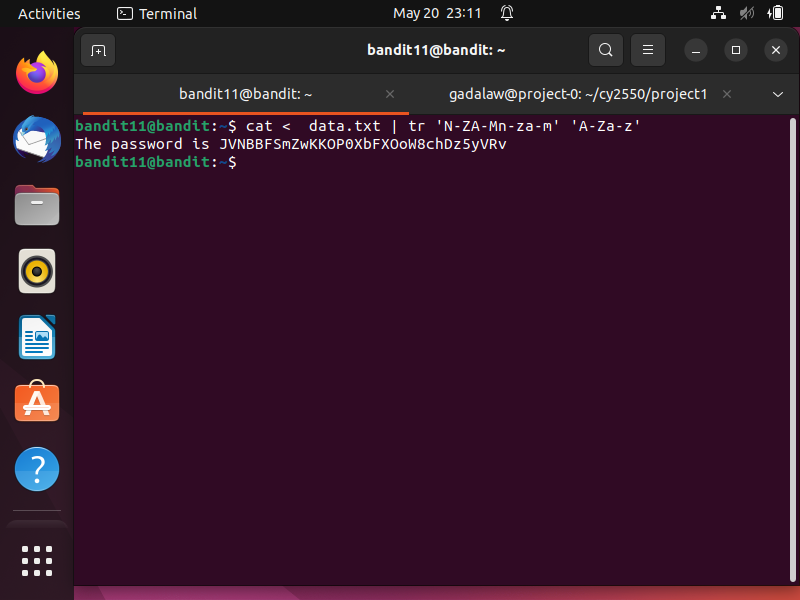 Activities Terminal May 20 23:11
bandit11@bandit: ~
bandit11@bandit: ~ gadalaw@project-0: ~/cy2550/project1
bandit11@bandit:~$ cat <  data.txt | tr 'N-ZA-Mn-za-m' 'A-Za-z'
The password is JVNBBFSmZwKKOP0XbFXOoW8chDz5yVRv
bandit11@bandit:~$